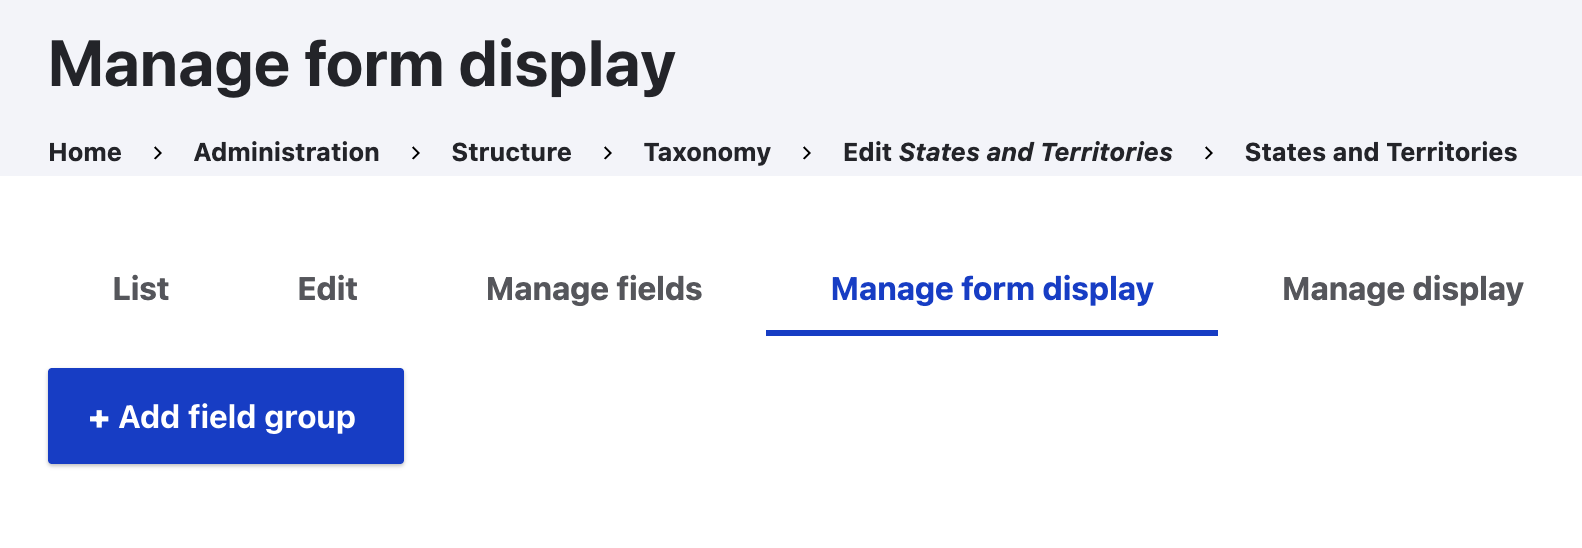 Manage form display
Home > Administration > Structure > Taxonomy > Edit States and Territories > States and Territories
List Edit Manage fields Manage form display Manage display
+ Add field group